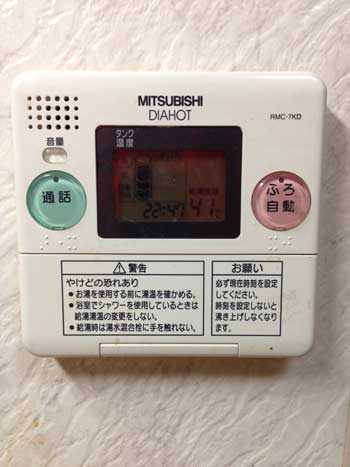 MITSUBISHI
DIAHOT
RMC-7KD
音量
タンク
温度
通話
ふろ
自動
給湯温度
22:47 41℃
⚠警告
やけどの恐れあり
●お湯を使用する前に湯温を確かめる。
●浴室でシャワーを使用しているときは
給湯湯温の変更をしない。
●給湯時は湯水混合栓に手を触れない。
お願い
必ず現在時刻を設定
してください。
時刻を設定しないと
沸き上げしなくなり
ます。